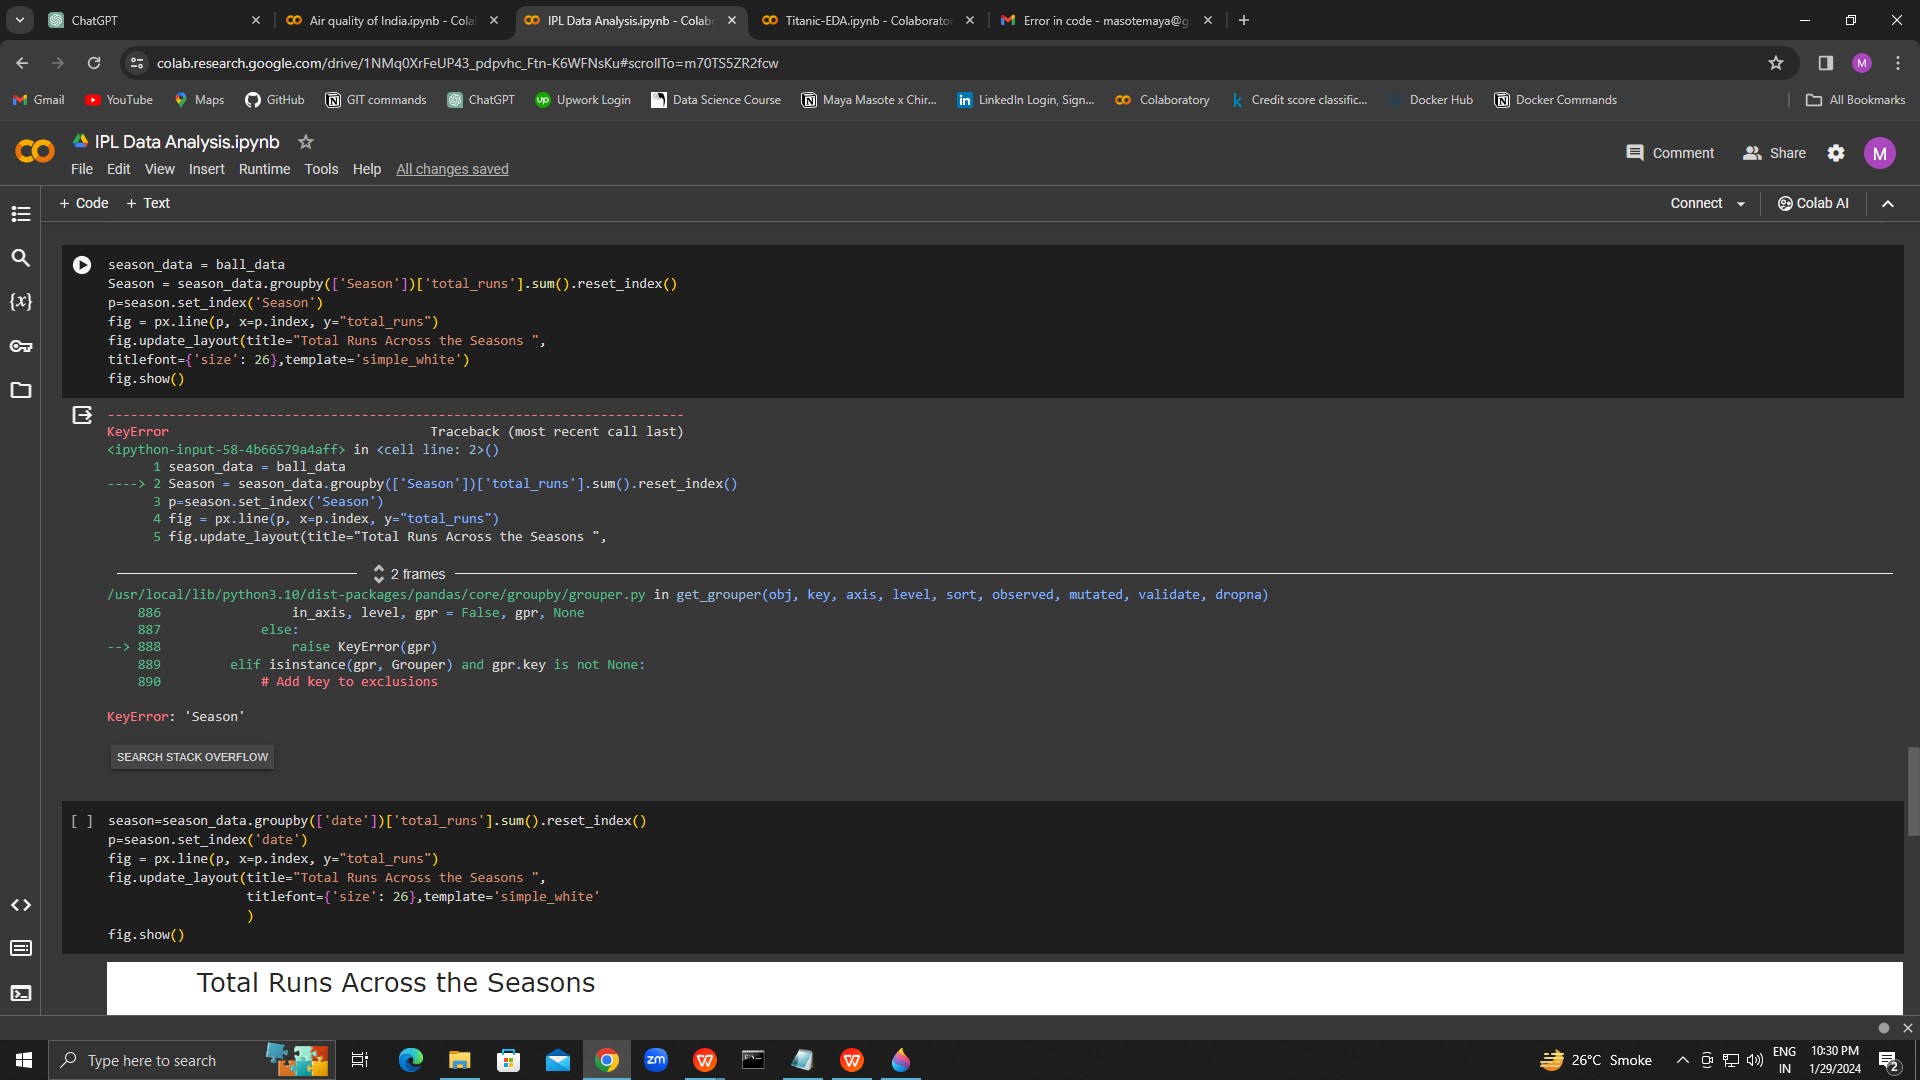 ChatGPT
Air quality of India.ipynb - Cola
IPL Data Analysis.ipynb - Colab
Titanic-EDA.ipynb - Colaborato
Error in code - masotemaya@g
colab.research.google.com/drive/1NMq0XrFeUP43_pdpvhc_Ftn-K6WFNsKu#scrollTo=m70TS5ZR2fcw
M
Gmail
YouTube
Maps
GitHub
GIT commands
ChatGPT
Upwork Login
Data Science Course
Maya Masote x Chir...
LinkedIn Login, Sign...
Colaboratory
Credit score classific...
Docker Hub
Docker Commands
All Bookmarks
IPL Data Analysis.ipynb
File Edit View Insert Runtime Tools Help All changes saved
Comment
Share
M
+ Code + Text
Connect
Colab AI
season_data = ball_data
Season = season_data.groupby(['Season'])['total_runs'].sum().reset_index()
p=season.set_index('Season')
fig = px.line(p, x=p.index, y="total_runs")
fig.update_layout(title="Total Runs Across the Seasons ",
titlefont={'size': 26},template='simple_white')
fig.show()
---------------------------------------------------------------------------
KeyError Traceback (most recent call last)
<ipython-input-58-4b66579a4aff> in <cell line: 2>()
1 season_data = ball_data
----> 2 Season = season_data.groupby(['Season'])['total_runs'].sum().reset_index()
3 p=season.set_index('Season')
4 fig = px.line(p, x=p.index, y="total_runs")
5 fig.update_layout(title="Total Runs Across the Seasons ",
2 frames
/usr/local/lib/python3.10/dist-packages/pandas/core/groupby/grouper.py in get_grouper(obj, key, axis, level, sort, observed, mutated, validate, dropna)
886 in_axis, level, gpr = False, gpr, None
887 else:
--> 888 raise KeyError(gpr)
889 elif isinstance(gpr, Grouper) and gpr.key is not None:
890 # Add key to exclusions
KeyError: 'Season'
SEARCH STACK OVERFLOW
[ ] season=season_data.groupby(['date'])['total_runs'].sum().reset_index()
p=season.set_index('date')
fig = px.line(p, x=p.index, y="total_runs")
fig.update_layout(title="Total Runs Across the Seasons ",
titlefont={'size': 26},template='simple_white'
)
fig.show()
Total Runs Across the Seasons
Type here to search
26°C Smoke
ENG
IN
10:30 PM
1/29/2024
2